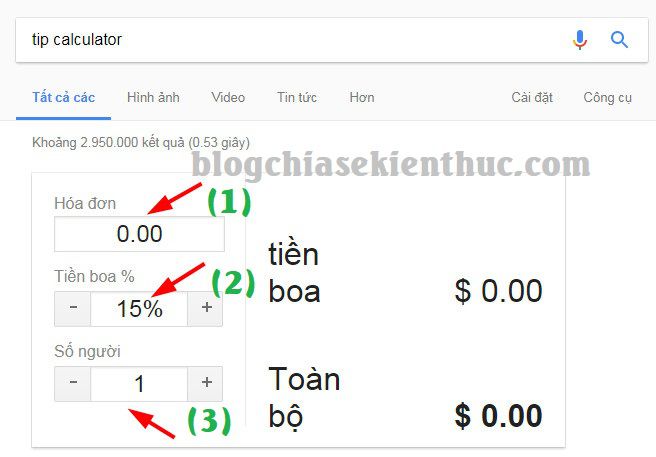 tip calculator
Tất cả các Hình ảnh Video Tin tức Hơn Cài đặt Công cụ
Khoảng 2.950.000 kết quả (0.53 giây)
blogchiasekienthuc.com
Hóa đơn (1)
0.00
Tiền boa %
- 15% + (2)
Số người
- 1 +
(3)
tiền
boa $ 0.00
Toàn
bộ $ 0.00